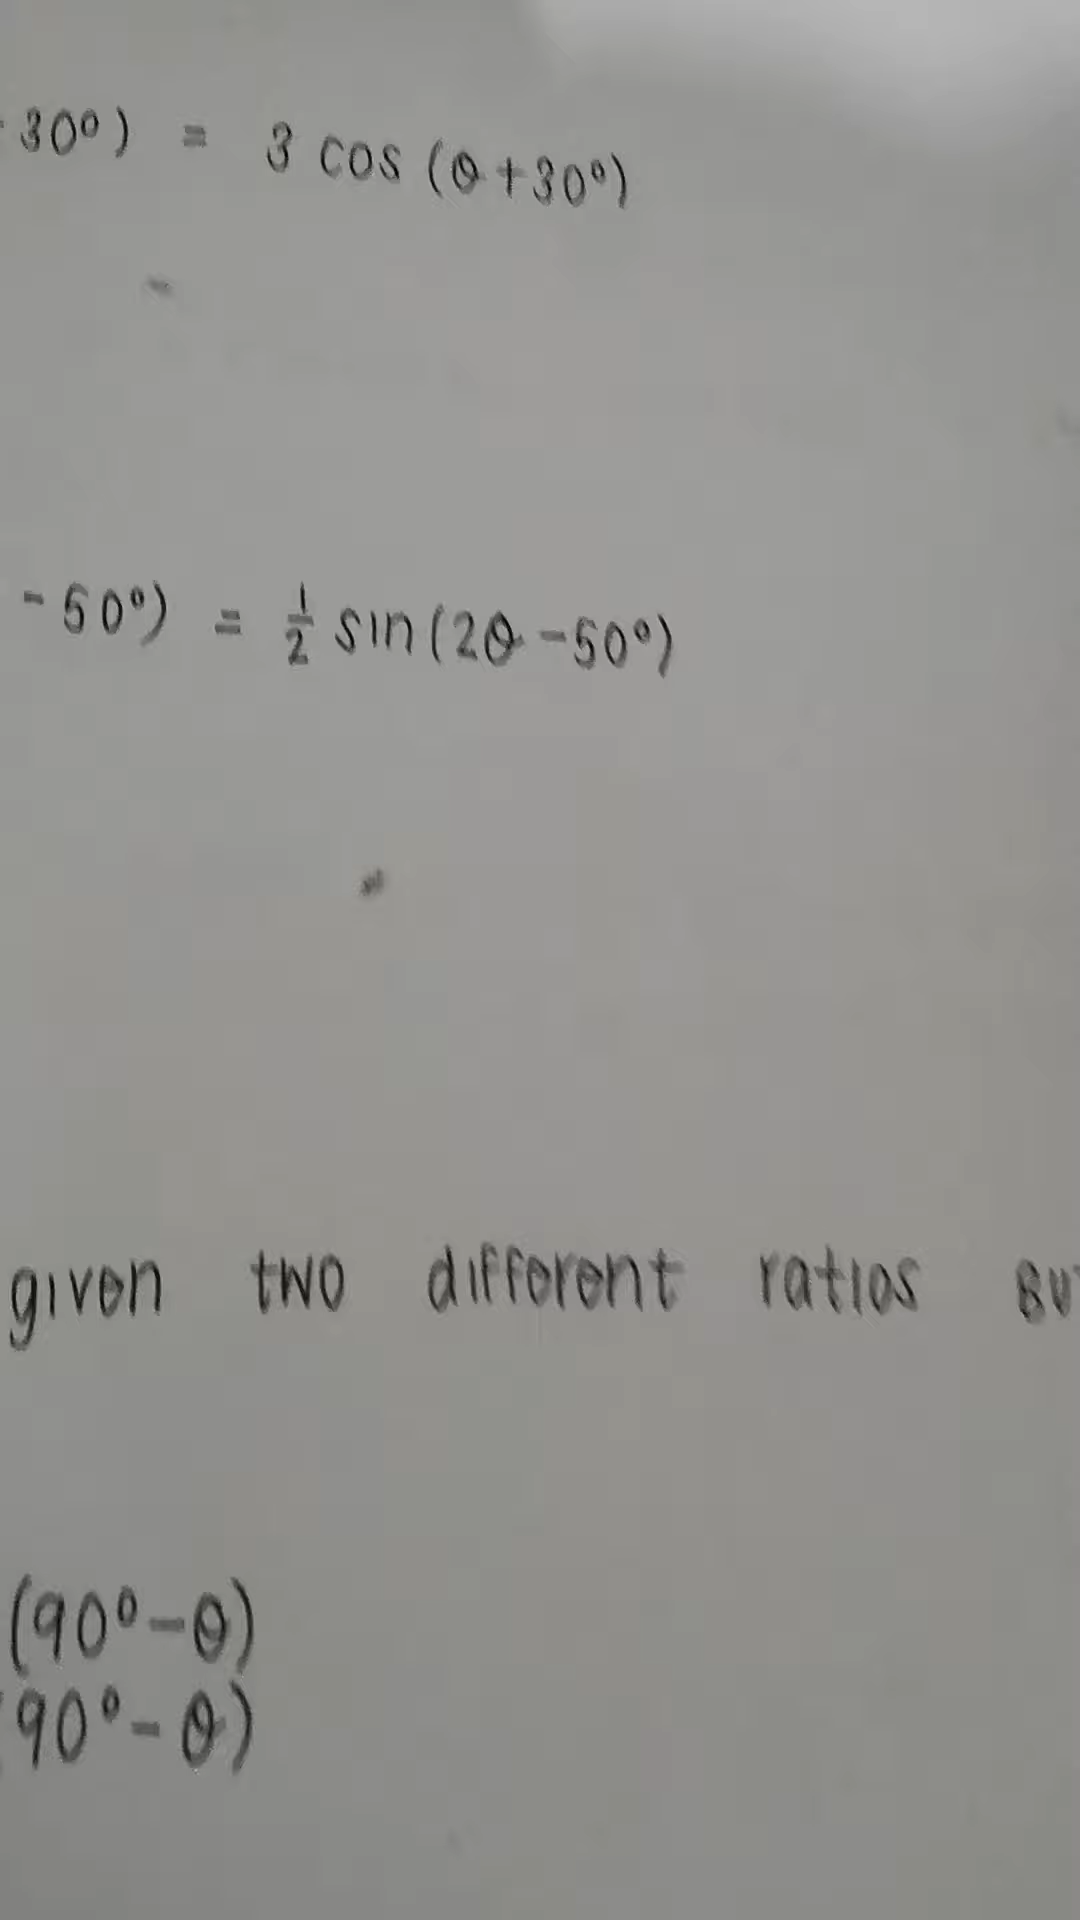 30°) = 3 cos (θ+30°)
-50°) = 1/2 sin(2θ-50°)
given two different ratios
(90°-θ)
90°-θ)